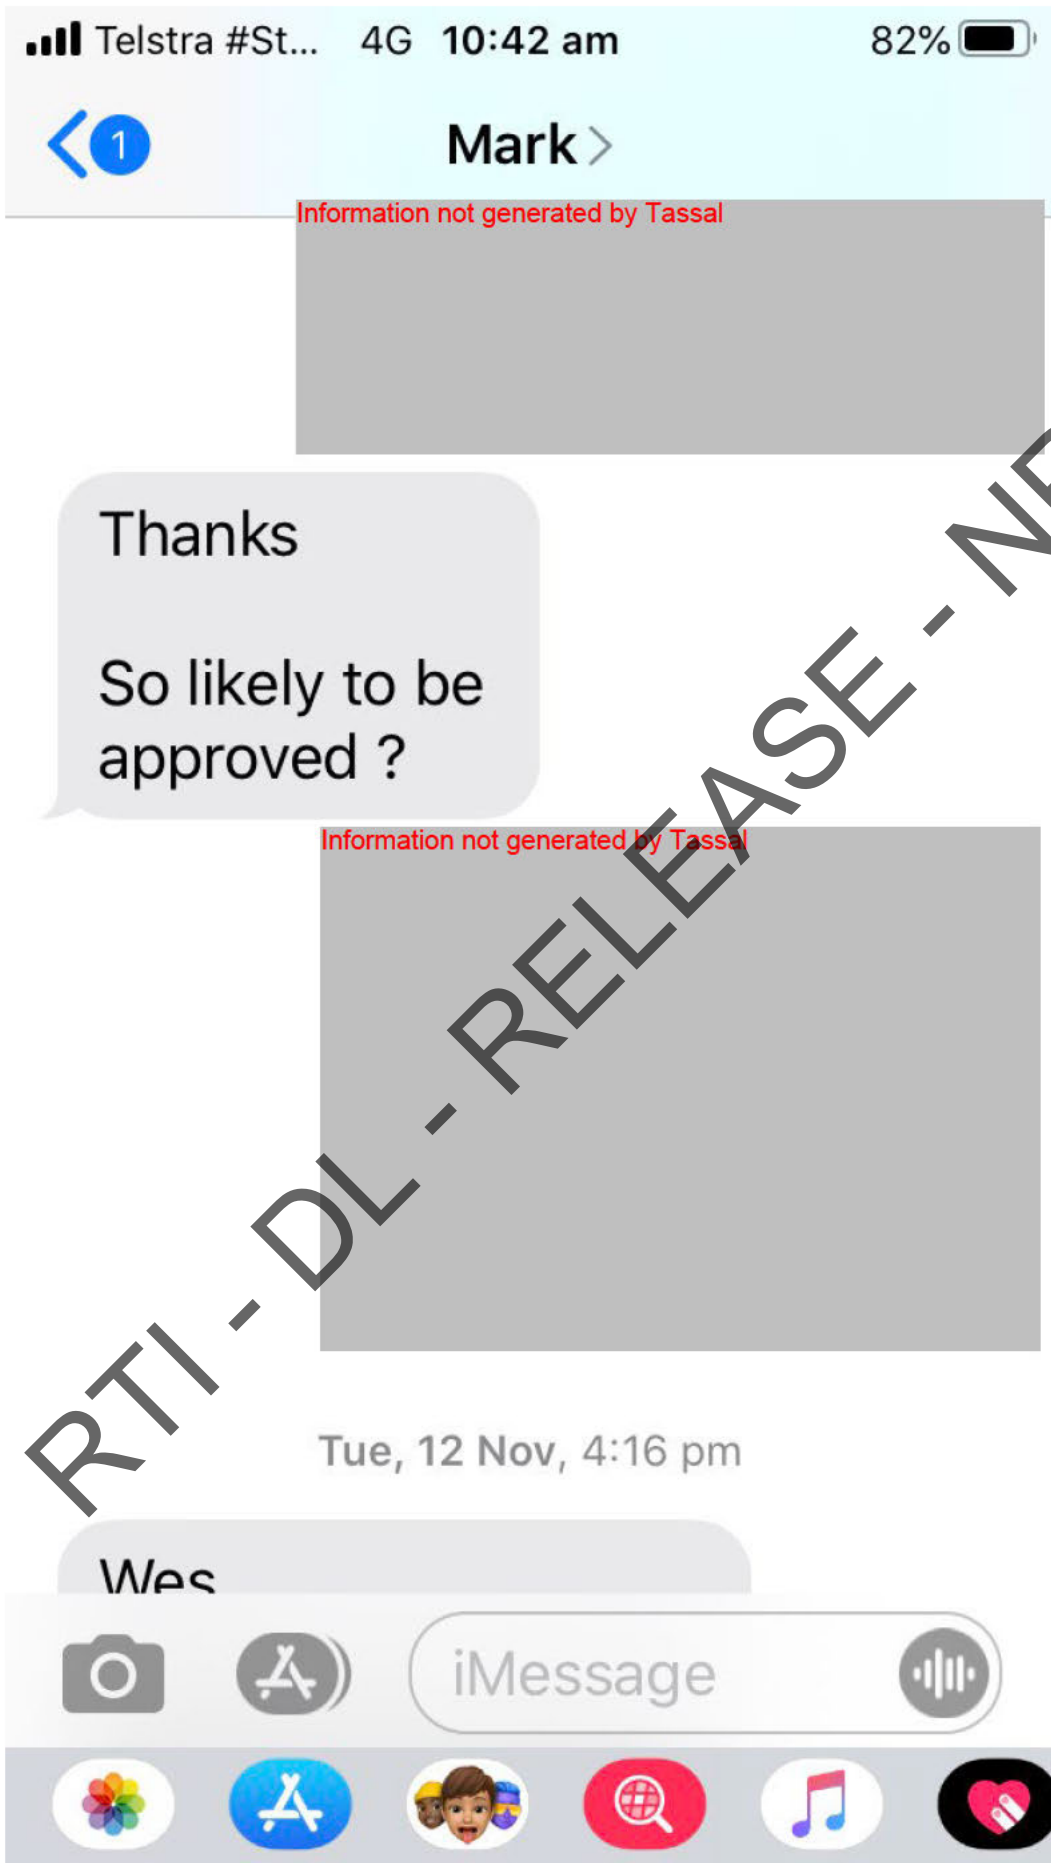 Telstra #St... 4G 10:42 am 82%
1 Mark
Information not generated by Tassal
Thanks
So likely to be
approved ?
Information not generated by Tassal
RTI - DL - RELEASE -
Tue, 12 Nov, 4:16 pm
Wes
iMessage